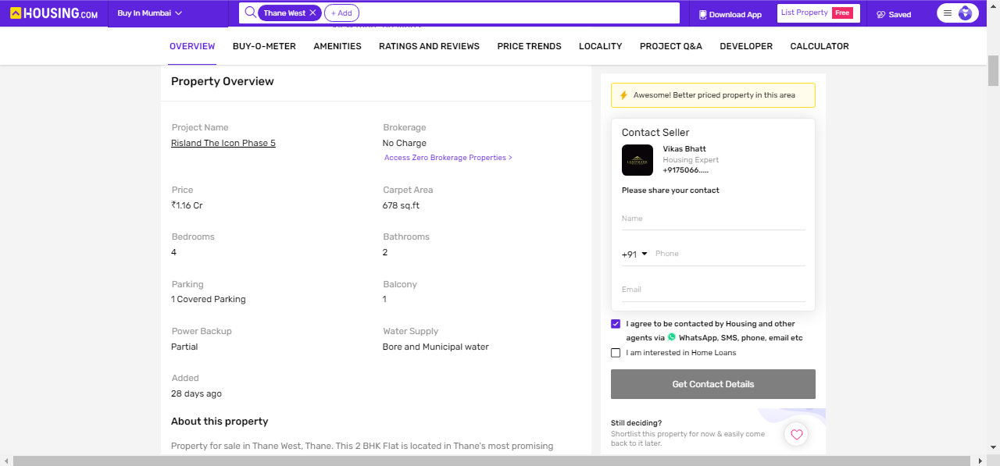 HOUSING.COM
Buy In Mumbai
Thane West
+ Add
Download App
List Property Free
Saved
OVERVIEW BUY-O-METER AMENITIES RATINGS AND REVIEWS PRICE TRENDS LOCALITY PROJECT Q&A DEVELOPER CALCULATOR
Property Overview
Project Name
Risland The Icon Phase 5
Brokerage
No Charge
Access Zero Brokerage Properties >
Price
₹1.16 Cr
Carpet Area
678 sq.ft
Bedrooms
4
Bathrooms
2
Parking
1 Covered Parking
Balcony
1
Power Backup
Partial
Water Supply
Bore and Municipal water
Added
28 days ago
About this property
Property for sale in Thane West, Thane. This 2 BHK Flat is located in Thane's most promising
Awesome! Better priced property in this area
Contact Seller
LANDMARK
Vikas Bhatt
Housing Expert
+9175066.....
Please share your contact
Name
+91 Phone
Email
I agree to be contacted by Housing and other
agents via WhatsApp, SMS, phone, email etc
I am interested in Home Loans
Get Contact Details
Still deciding?
Shortlist this property for now & easily come
back to it later.